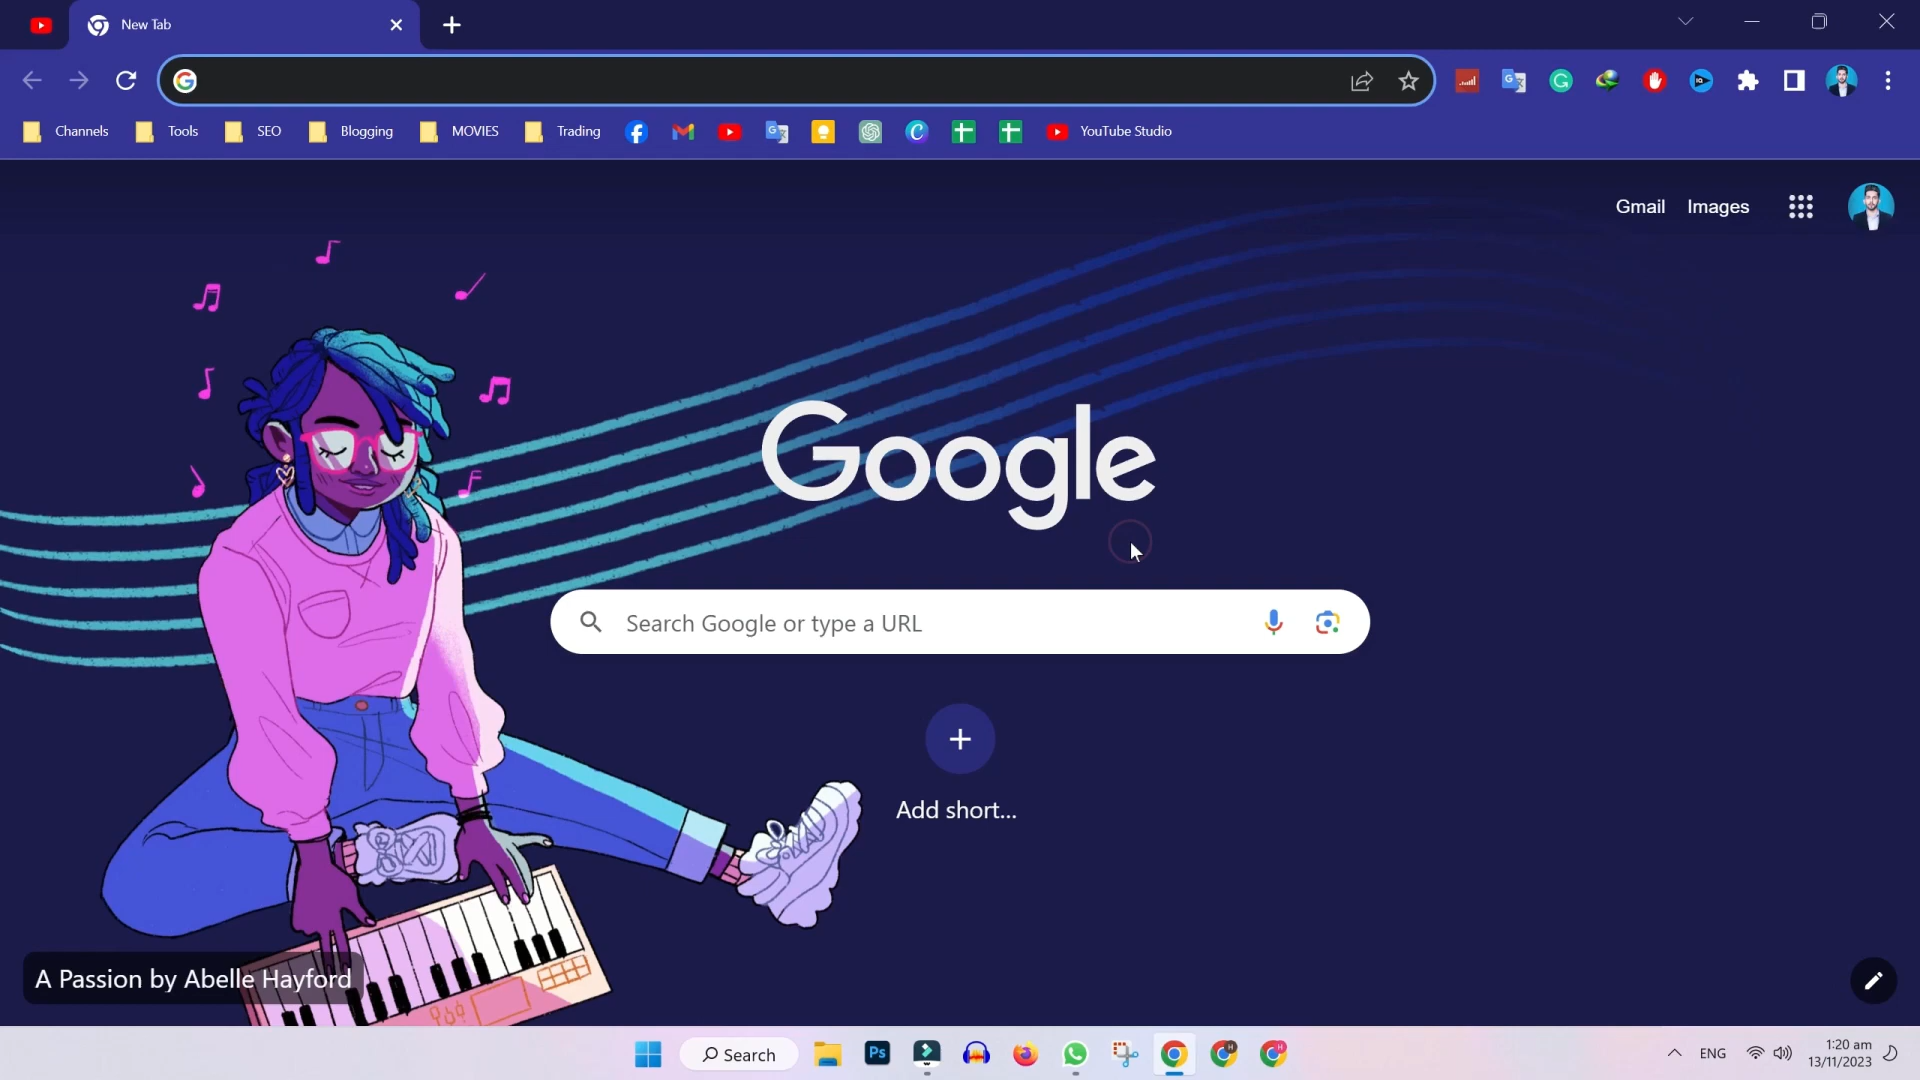 New Tab
Channels Tools SEO Blogging MOVIES Trading YouTube Studio
Gmail Images
Google
Search Google or type a URL
Add short...
A Passion by Abelle Hayford
Search Ps ENG 1:20 am
13/11/2023